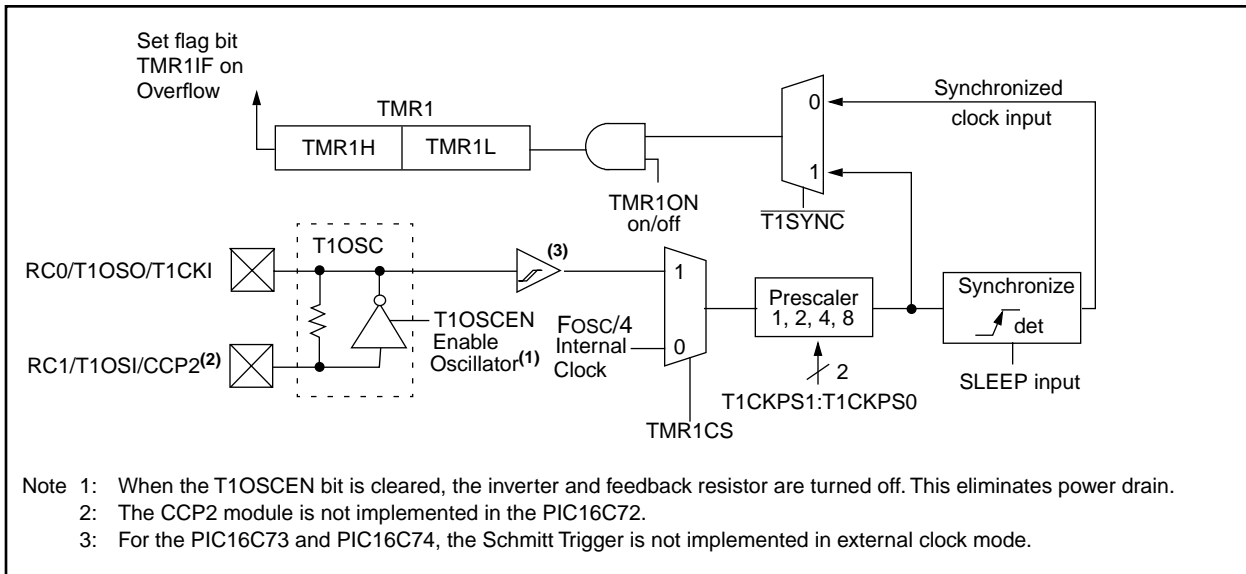 Set flag bit
TMR1IF on
Overflow
TMR1
TMR1H
TMR1L
TMR1ON
on/off
0
1
T1SYNC
Synchronized
clock input
RC0/T1OSO/T1CKI
RC1/T1OSI/CCP2(2)
T1OSC
T1OSCEN
Enable
Oscillator(1)
(3)
FOSC/4
Internal
Clock
1
0
TMR1CS
Prescaler
1, 2, 4, 8
2
T1CKPS1:T1CKPS0
Synchronize
det
SLEEP input
Note 1: When the T1OSCEN bit is cleared, the inverter and feedback resistor are turned off. This eliminates power drain.
2: The CCP2 module is not implemented in the PIC16C72.
3: For the PIC16C73 and PIC16C74, the Schmitt Trigger is not implemented in external clock mode.